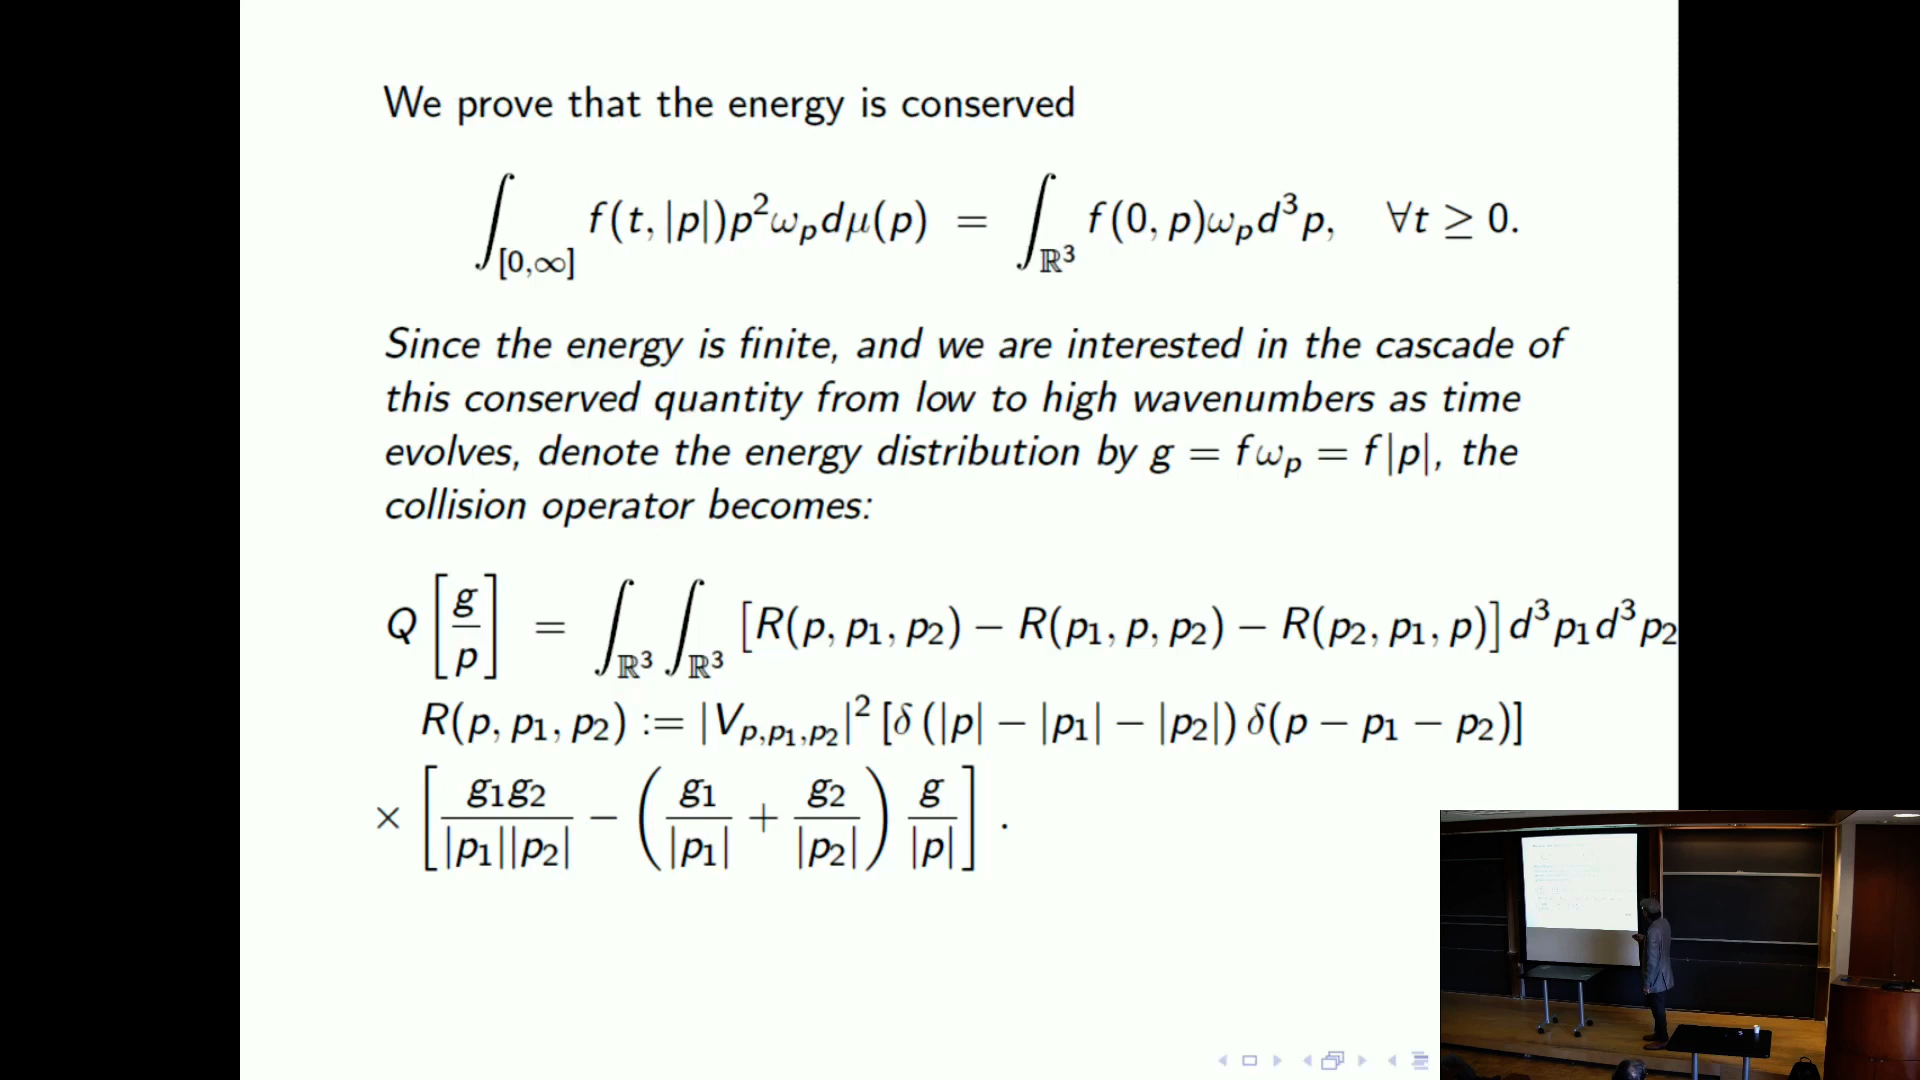 We prove that the energy is conserved
∫_{[0,∞]} f(t, |p|)p²ω_p dμ(p) = ∫_{ℝ³} f(0, p)ω_p d³p, ∀t ≥ 0.
Since the energy is finite, and we are interested in the cascade of
this conserved quantity from low to high wavenumbers as time
evolves, denote the energy distribution by g = fω_p = f|p|, the
collision operator becomes:
Q[g/p] = ∫_{ℝ³} ∫_{ℝ³} [R(p, p₁, p₂) − R(p₁, p, p₂) − R(p₂, p₁, p)] d³p₁d³p₂
R(p, p₁, p₂) := |V_{p,p₁,p₂}|² [δ (|p| − |p₁| − |p₂|) δ(p − p₁ − p₂)]
× [g₁g₂/(|p₁||p₂|) − (g₁/|p₁| + g₂/|p₂|) g/|p|] .